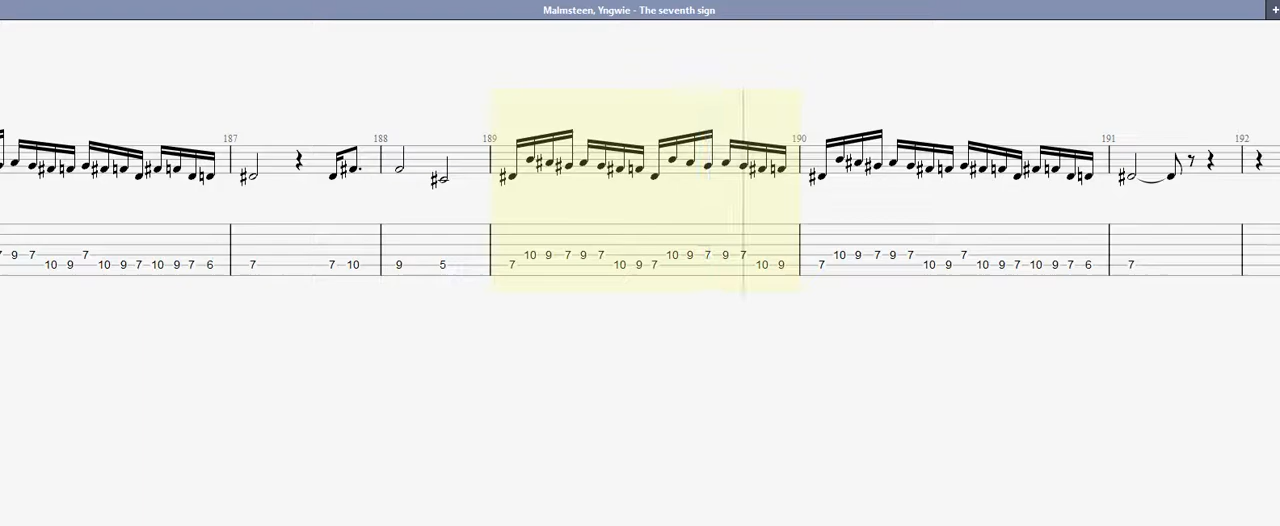 Malmsteen, Yngwie - The seventh sign
+
187 188 189 190 191 192
9 7 7 10 9 7 9 7 7 10 9 7 9 7 7 10 9 7 9 7 7
10 9 10 9 7 10 9 7 6 7 7 10 9 5 7 10 9 7 10 9 7 10 9 10 9 7 10 9 7 6 7